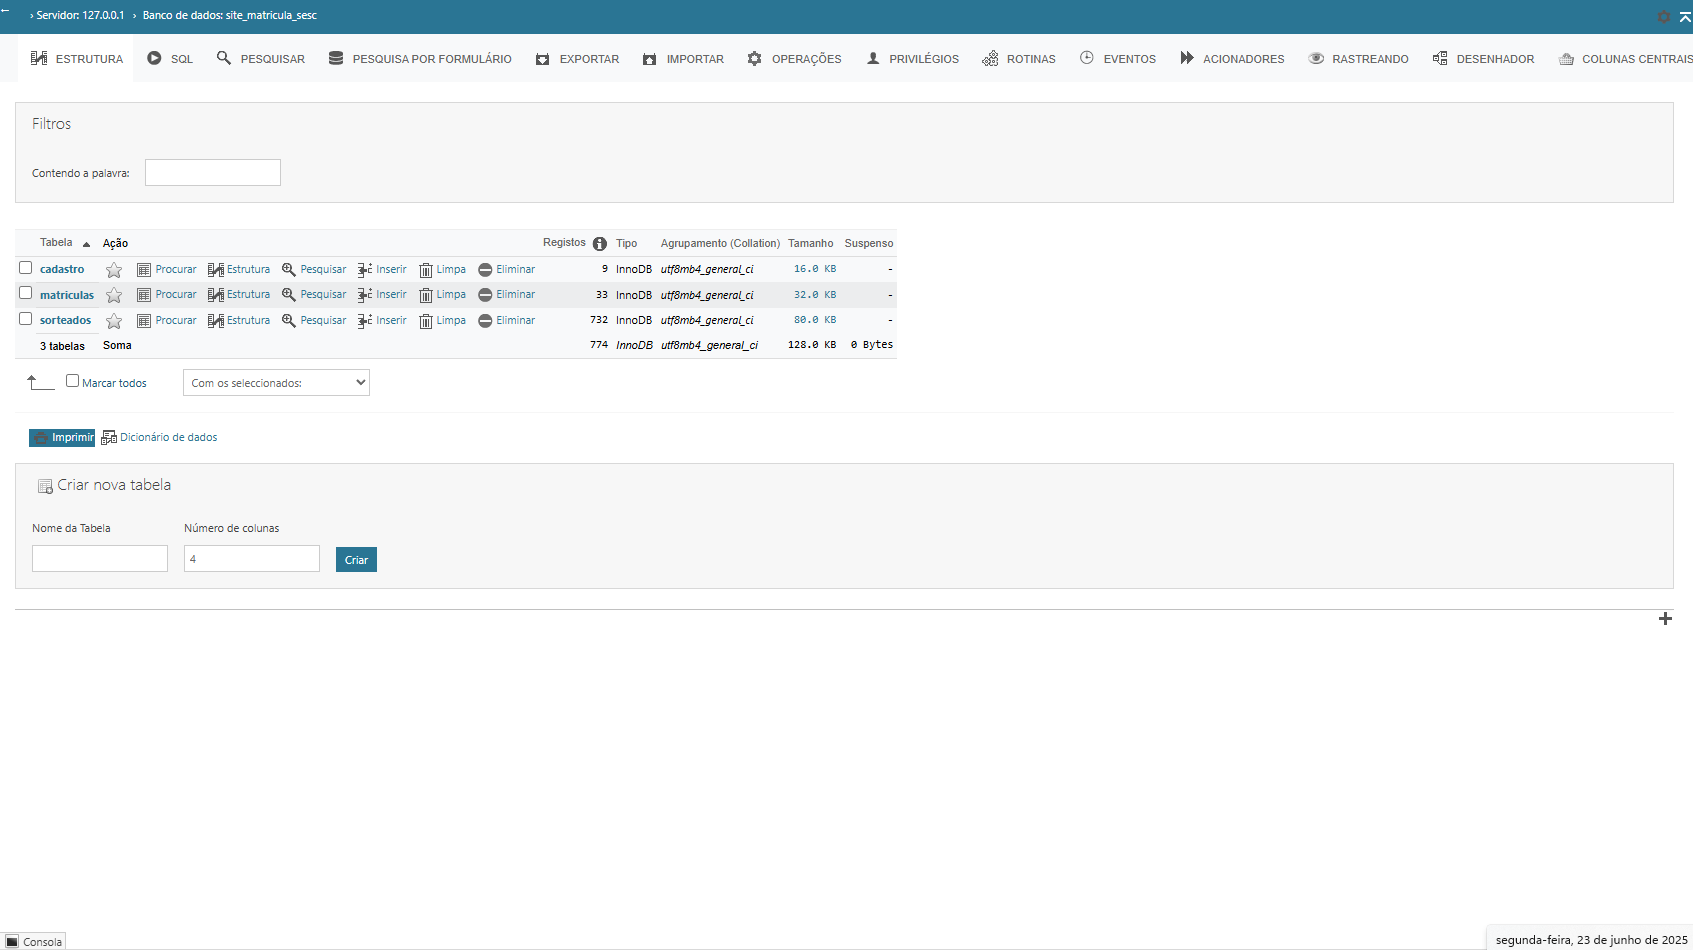 ← › Servidor: 127.0.0.1 › Banco de dados: site_matricula_sesc
ESTRUTURA SQL PESQUISAR PESQUISA POR FORMULÁRIO EXPORTAR IMPORTAR OPERAÇÕES PRIVILÉGIOS ROTINAS EVENTOS ACIONADORES RASTREANDO DESENHADOR COLUNAS CENTRAIS
Filtros
Contendo a palavra:
Tabela Ação Registos Tipo Agrupamento (Collation) Tamanho Suspenso
cadastro Procurar Estrutura Pesquisar Inserir Limpa Eliminar 9 InnoDB utf8mb4_general_ci 16.0 KB -
matriculas Procurar Estrutura Pesquisar Inserir Limpa Eliminar 33 InnoDB utf8mb4_general_ci 32.0 KB -
sorteados Procurar Estrutura Pesquisar Inserir Limpa Eliminar 732 InnoDB utf8mb4_general_ci 80.0 KB -
3 tabelas Soma 774 InnoDB utf8mb4_general_ci 128.0 KB 0 Bytes
Marcar todos Com os seleccionados:
Imprimir Dicionário de dados
Criar nova tabela
Nome da Tabela Número de colunas
4 Criar
Consola
segunda-feira, 23 de junho de 2025